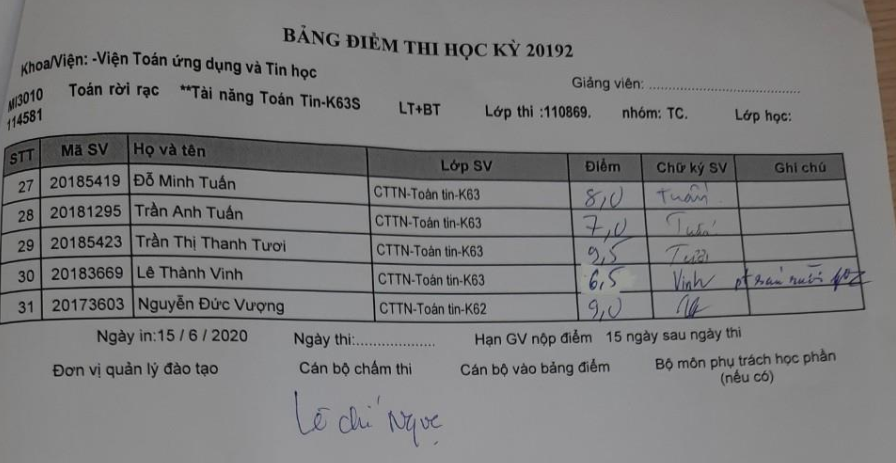 BẢNG ĐIỂM THI HỌC KỲ 20192
Khoa/Viện: -Viện Toán ứng dụng và Tin học
Giảng viên: ........................................
MI3010 Toán rời rạc **Tài năng Toán Tin-K63S LT+BT Lớp thi :110869. nhóm: TC. Lớp học:
114581
STT Mã SV Họ và tên Lớp SV Điểm Chữ ký SV Ghi chú
27 20185419 Đỗ Minh Tuấn CTTN-Toán tin-K63 8,0 Tuấn
28 20181295 Trần Anh Tuấn CTTN-Toán tin-K63 7,0 Tuấn
29 20185423 Trần Thị Thanh Tươi CTTN-Toán tin-K63 9,5 Tươi
30 20183669 Lê Thành Vinh CTTN-Toán tin-K63 6,5 Vinh
31 20173603 Nguyễn Đức Vượng CTTN-Toán tin-K62 9,0
Ngày in:15 / 6 / 2020 Ngày thi:.................... Hạn GV nộp điểm 15 ngày sau ngày thi
Đơn vị quản lý đào tạo Cán bộ chấm thi Cán bộ vào bảng điểm Bộ môn phụ trách học phần
(nếu có)
Lê Chí Ngọc